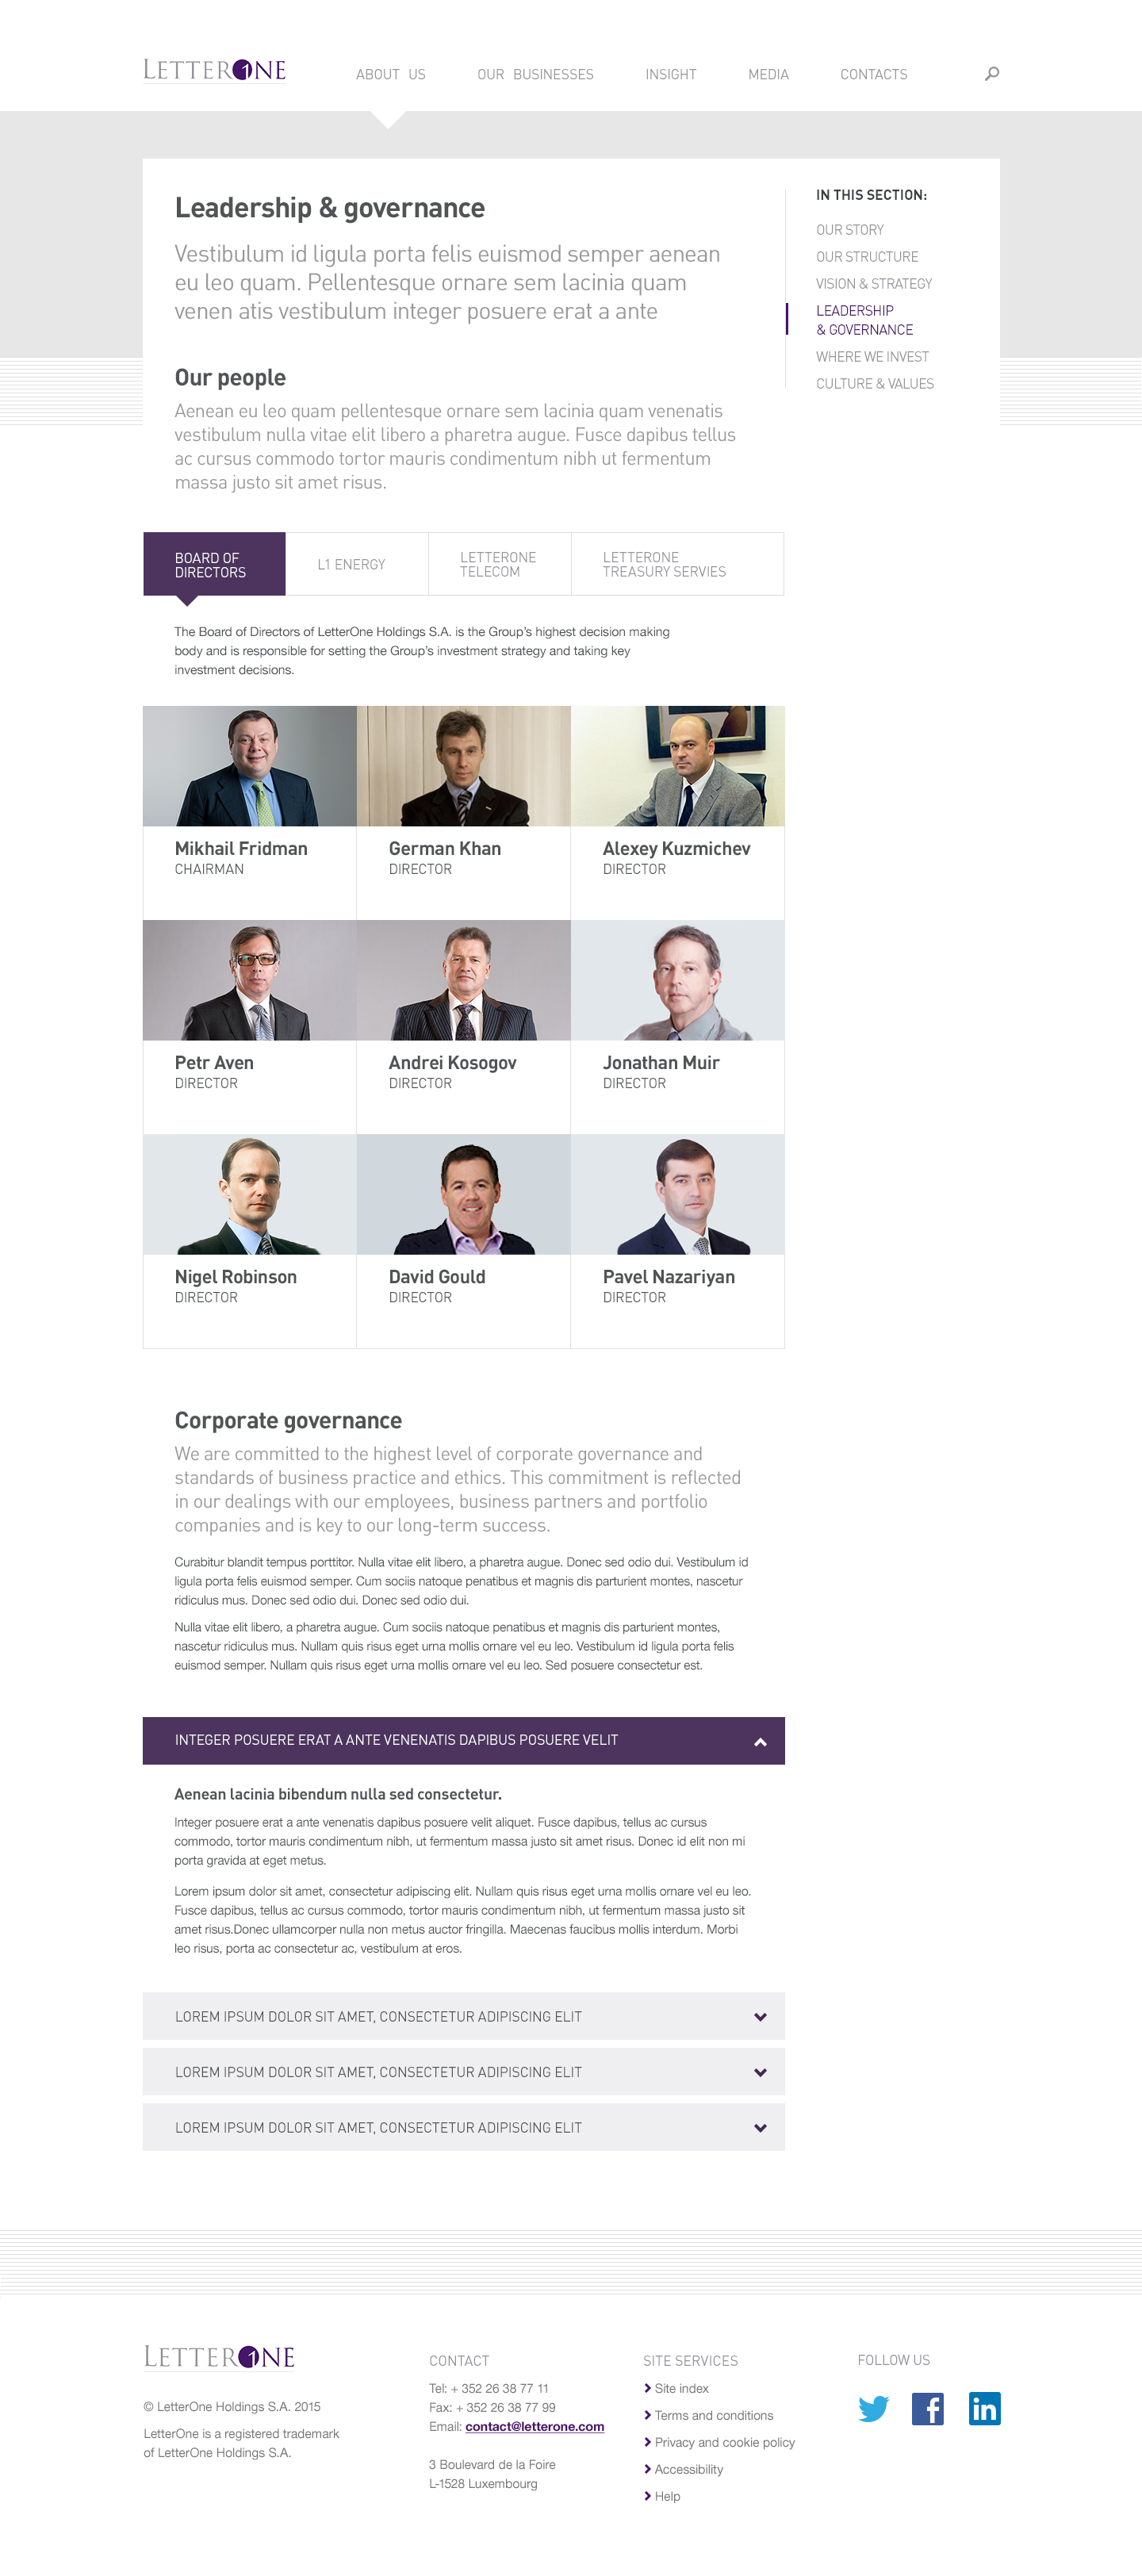 LETTERONE
ABOUT US OUR BUSINESSES INSIGHT MEDIA CONTACTS
Leadership & governance
Vestibulum id ligula porta felis euismod semper aenean
eu leo quam. Pellentesque ornare sem lacinia quam
venen atis vestibulum integer posuere erat a ante
IN THIS SECTION:
OUR STORY
OUR STRUCTURE
VISION & STRATEGY
LEADERSHIP
& GOVERNANCE
WHERE WE INVEST
CULTURE & VALUES
Our people
Aenean eu leo quam pellentesque ornare sem lacinia quam venenatis
vestibulum nulla vitae elit libero a pharetra augue. Fusce dapibus tellus
ac cursus commodo tortor mauris condimentum nibh ut fermentum
massa justo sit amet risus.
BOARD OF
DIRECTORS
L1 ENERGY
LETTERONE
TELECOM
LETTERONE
TREASURY SERVIES
The Board of Directors of LetterOne Holdings S.A. is the Group's highest decision making
body and is responsible for setting the Group's investment strategy and taking key
investment decisions.
Mikhail Fridman
CHAIRMAN
German Khan
DIRECTOR
Alexey Kuzmichev
DIRECTOR
Petr Aven
DIRECTOR
Andrei Kosogov
DIRECTOR
Jonathan Muir
DIRECTOR
Nigel Robinson
DIRECTOR
David Gould
DIRECTOR
Pavel Nazariyan
DIRECTOR
Corporate governance
We are committed to the highest level of corporate governance and
standards of business practice and ethics. This commitment is reflected
in our dealings with our employees, business partners and portfolio
companies and is key to our long-term success.
Curabitur blandit tempus porttitor. Nulla vitae elit libero, a pharetra augue. Donec sed odio dui. Vestibulum id
ligula porta felis euismod semper. Cum sociis natoque penatibus et magnis dis parturient montes, nascetur
ridiculus mus. Donec sed odio dui. Donec sed odio dui.
Nulla vitae elit libero, a pharetra augue. Cum sociis natoque penatibus et magnis dis parturient montes,
nascetur ridiculus mus. Nullam quis risus eget urna mollis ornare vel eu leo. Vestibulum id ligula porta felis
euismod semper. Nullam quis risus eget urna mollis ornare vel eu leo. Sed posuere consectetur est.
INTEGER POSUERE ERAT A ANTE VENENATIS DAPIBUS POSUERE VELIT
Aenean lacinia bibendum nulla sed consectetur.
Integer posuere erat a ante venenatis dapibus posuere velit aliquet. Fusce dapibus, tellus ac cursus
commodo, tortor mauris condimentum nibh, ut fermentum massa justo sit amet risus. Donec id elit non mi
porta gravida at eget metus.
Lorem ipsum dolor sit amet, consectetur adipiscing elit. Nullam quis risus eget urna mollis ornare vel eu leo.
Fusce dapibus, tellus ac cursus commodo, tortor mauris condimentum nibh, ut fermentum massa justo sit
amet risus.Donec ullamcorper nulla non metus auctor fringilla. Maecenas faucibus mollis interdum. Morbi
leo risus, porta ac consectetur ac, vestibulum at eros.
LOREM IPSUM DOLOR SIT AMET, CONSECTETUR ADIPISCING ELIT
LOREM IPSUM DOLOR SIT AMET, CONSECTETUR ADIPISCING ELIT
LOREM IPSUM DOLOR SIT AMET, CONSECTETUR ADIPISCING ELIT
LETTERONE
© LetterOne Holdings S.A. 2015
LetterOne is a registered trademark
of LetterOne Holdings S.A.
CONTACT
Tel: + 352 26 38 77 11
Fax: + 352 26 38 77 99
Email: contact@letterone.com
3 Boulevard de la Foire
L-1528 Luxembourg
SITE SERVICES
Site index
Terms and conditions
Privacy and cookie policy
Accessibility
Help
FOLLOW US
f
in